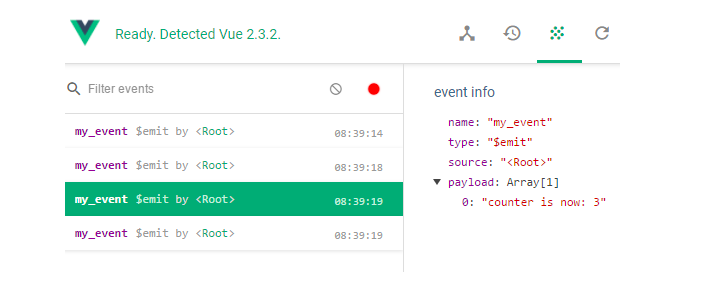 Ready. Detected Vue 2.3.2.
Filter events
my_event $emit by <Root> 08:39:14
my_event $emit by <Root> 08:39:18
my_event $emit by <Root> 08:39:19
my_event $emit by <Root> 08:39:19
event info
name: "my_event"
type: "$emit"
source: "<Root>"
payload: Array[1]
0: "counter is now: 3"